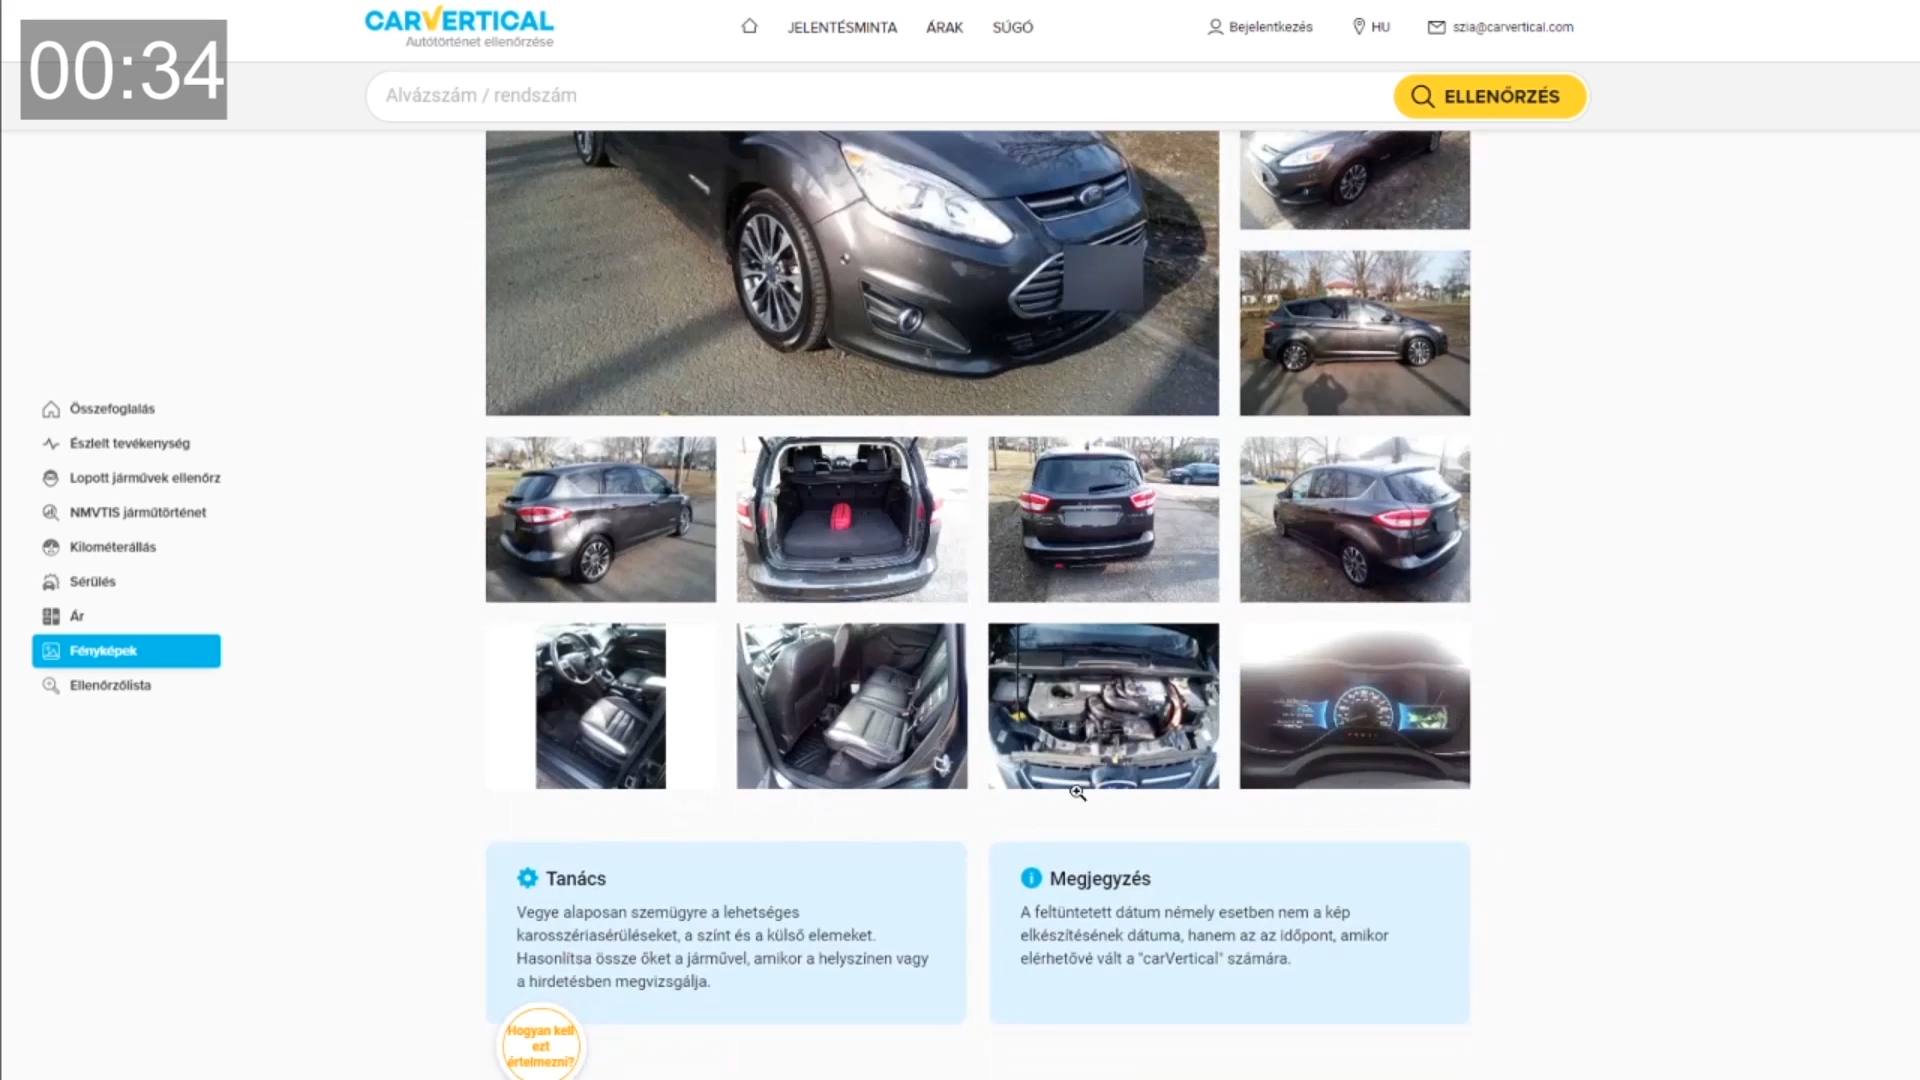 00:34
CARVERTICAL
Autótörténet ellenőrzése
JELENTÉSMINTA
ÁRAK
SÚGÓ
Bejelentkezés
HU
szia@carvertical.com
Alvázszám / rendszám
ELLENŐRZÉS
Összefoglalás
Észlelt tevékenység
Lopott járművek ellenőrz
NMVTIS járműtörténet
Kilométerállás
Sérülés
Ár
Fényképek
Ellenőrzőlista
Tanács
Vegye alaposan szemügyre a lehetséges
karosszériasérüléseket, a színt és a külső elemeket.
Hasonlítsa össze őket a járművel, amikor a helyszínen vagy
a hirdetésben megvizsgálja.
Megjegyzés
A feltüntetett dátum némely esetben nem a kép
elkészítésének dátuma, hanem az az időpont, amikor
elérhetővé vált a "carVertical" számára.
Hogyan kell
ezt
értelmezni?